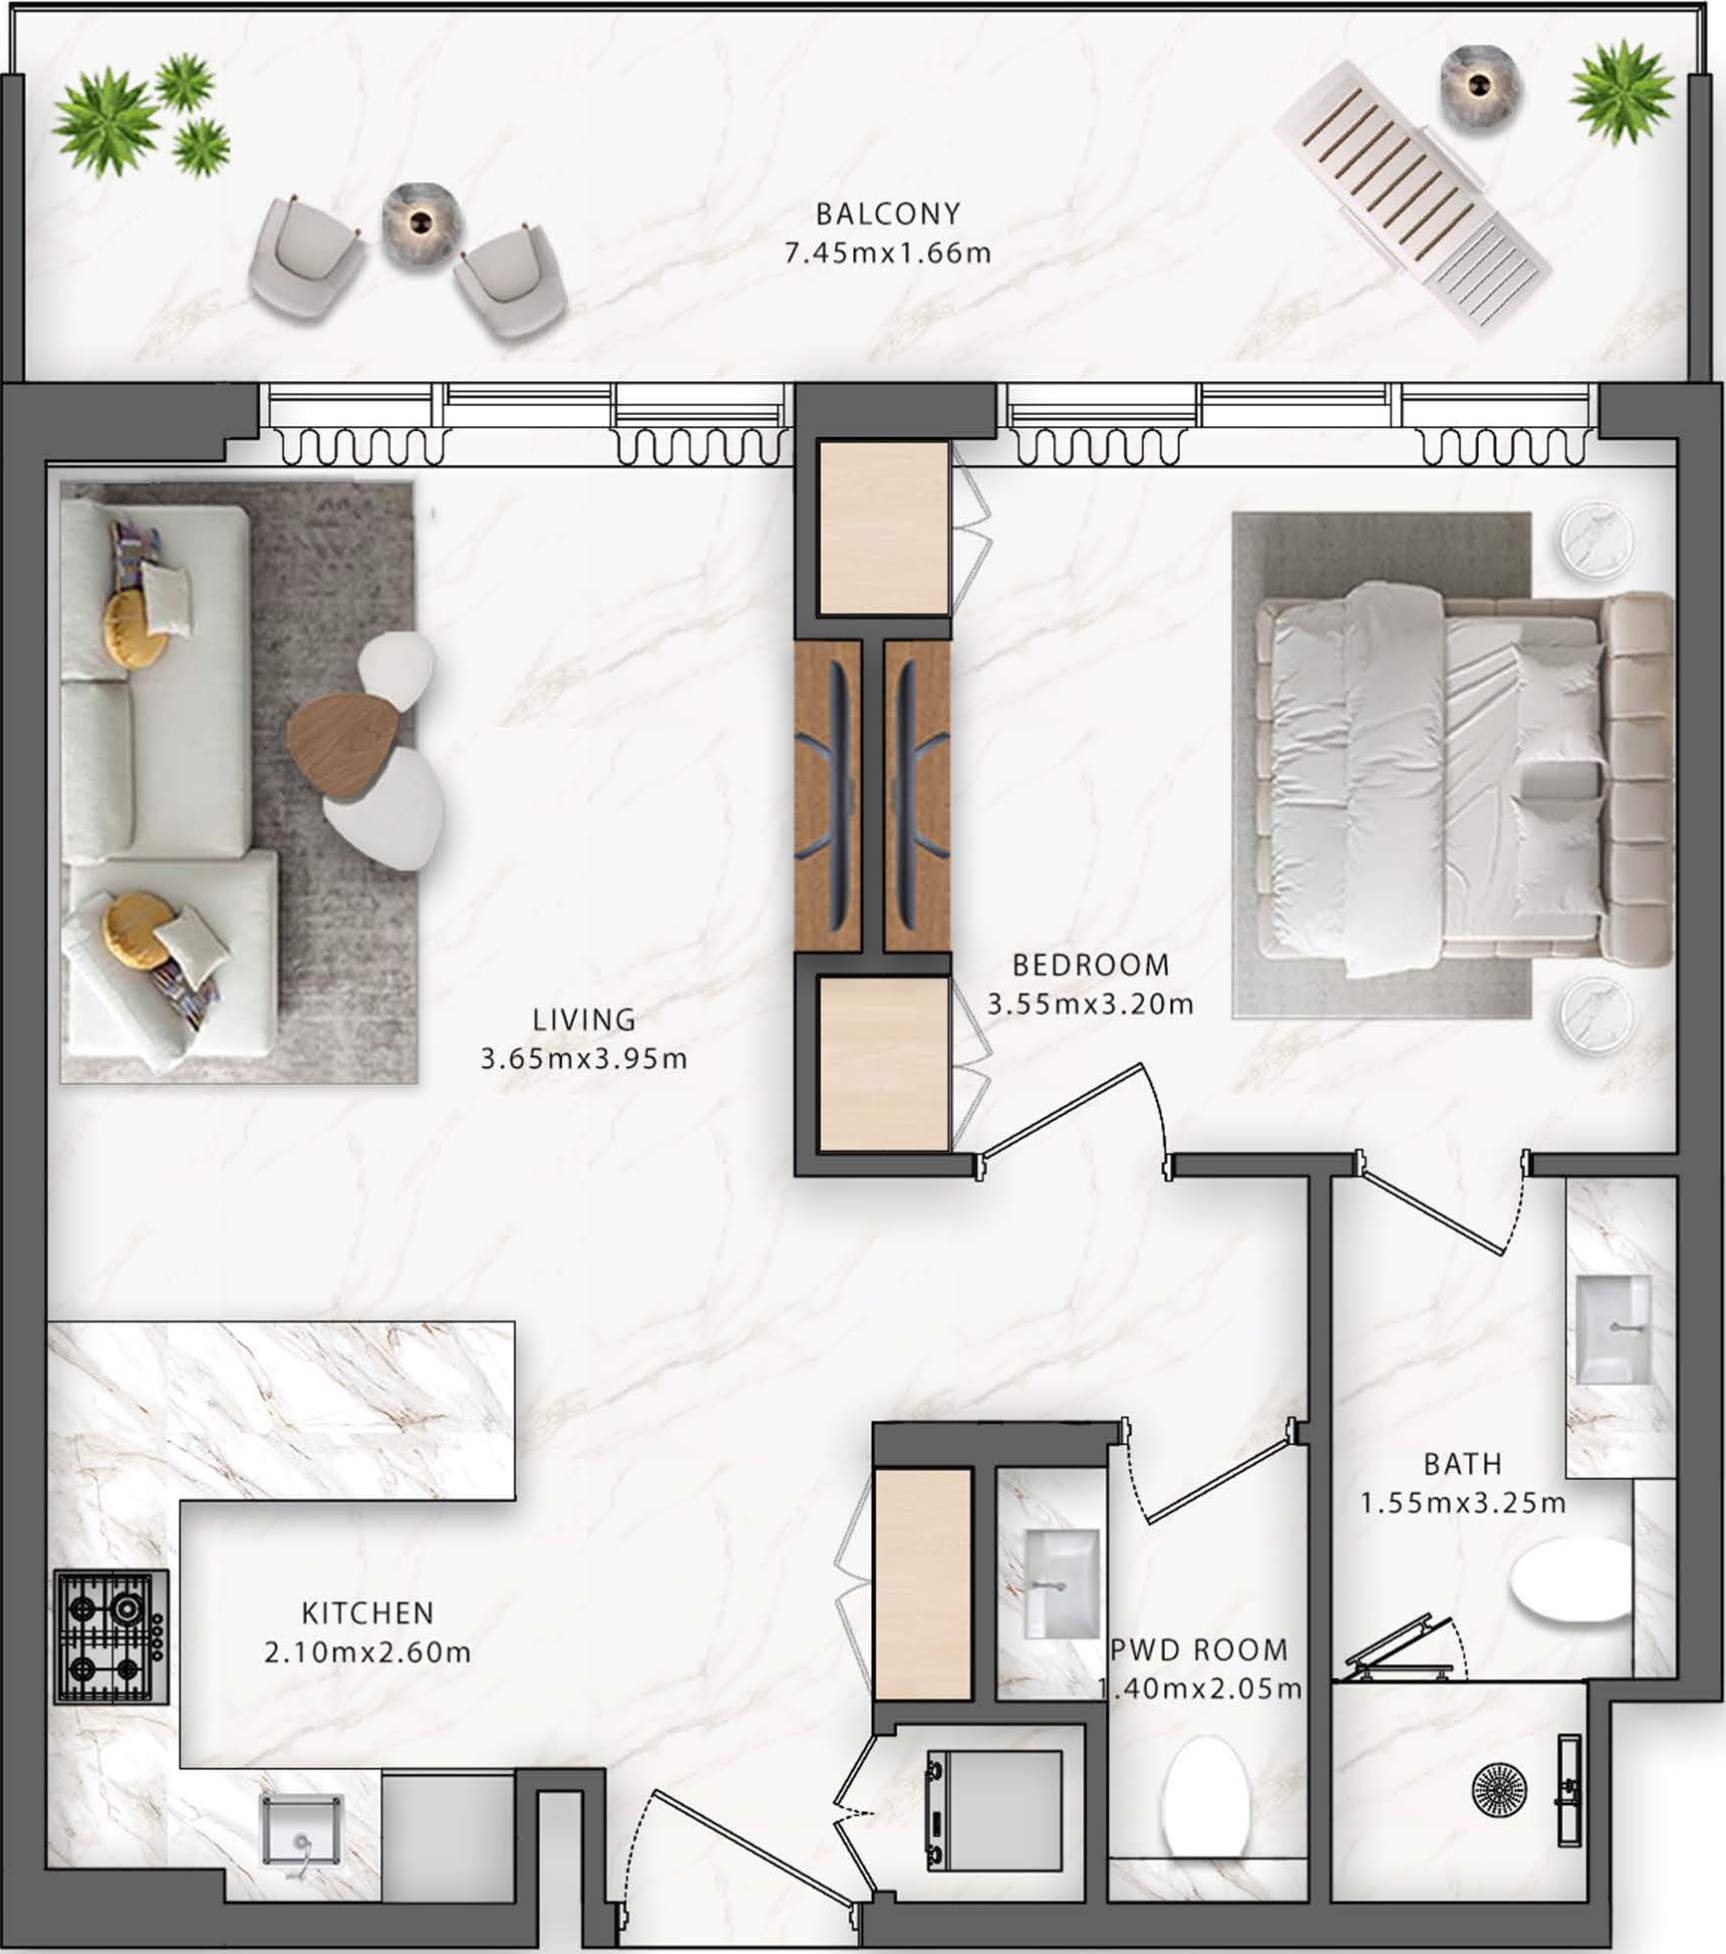 BALCONY
7.45mx1.66m
BEDROOM
3.55mx3.20m
LIVING
3.65mx3.95m
BATH
1.55mx3.25m
KITCHEN
2.10mx2.60m
PWD ROOM
1.40mx2.05m